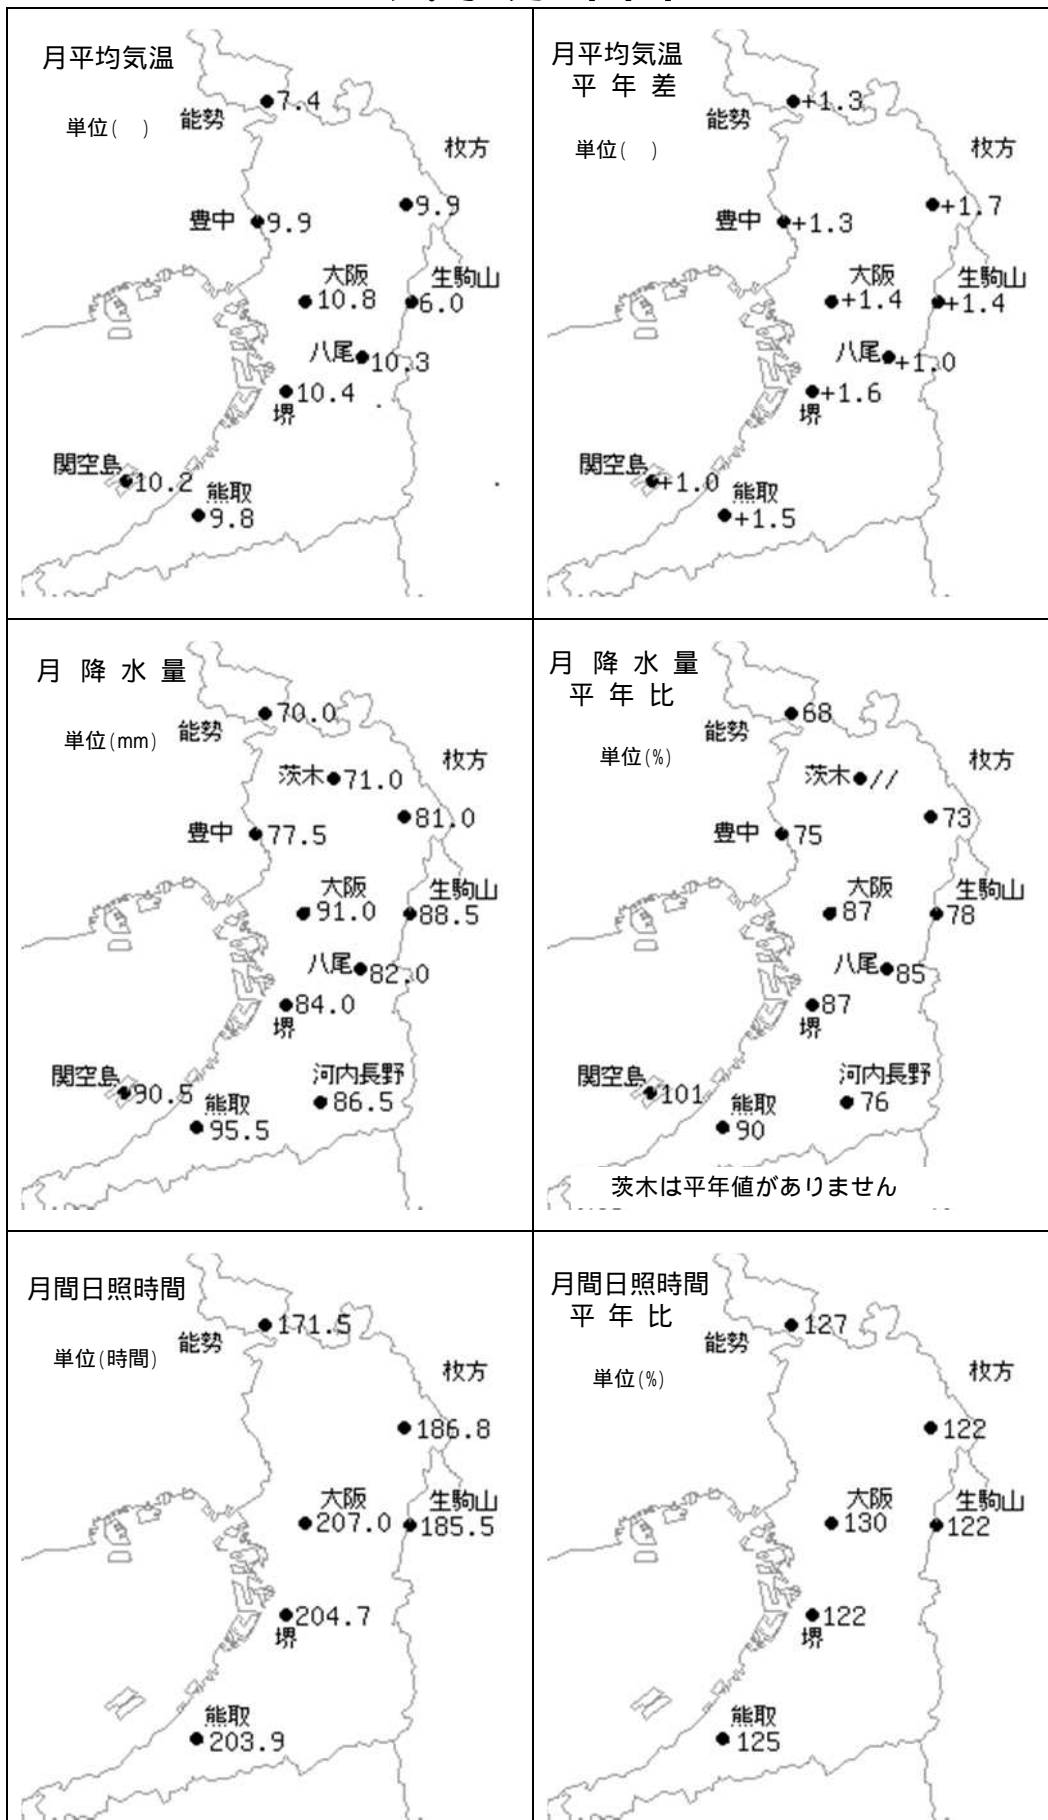 月平均気温
単位( )
能勢
7.4
枚方
9.9
豊中
9.9
大阪
10.8
生駒山
6.0
八尾
10.3
10.4
堺
関空島
10.2
熊取
9.8
月平均気温
平 年 差
単位( )
能勢
+1.3
枚方
+1.7
豊中
+1.3
大阪
+1.4
生駒山
+1.4
八尾
+1.0
+1.6
堺
関空島
+1.0
熊取
+1.5
月 降 水 量
単位(mm)
能勢
70.0
茨木
71.0
枚方
81.0
豊中
77.5
大阪
91.0
生駒山
88.5
八尾
82.0
84.0
堺
関空島
90.5
熊取
95.5
河内長野
86.5
月 降 水 量
平 年 比
単位(%)
能勢
68
茨木
//
枚方
73
豊中
75
大阪
87
生駒山
78
八尾
85
87
堺
関空島
101
熊取
90
河内長野
76
茨木は平年値がありません
月間日照時間
単位(時間)
能勢
171.5
枚方
186.8
大阪
207.0
生駒山
185.5
204.7
堺
熊取
203.9
月間日照時間
平 年 比
単位(%)
能勢
127
枚方
122
大阪
130
生駒山
122
122
堺
熊取
125